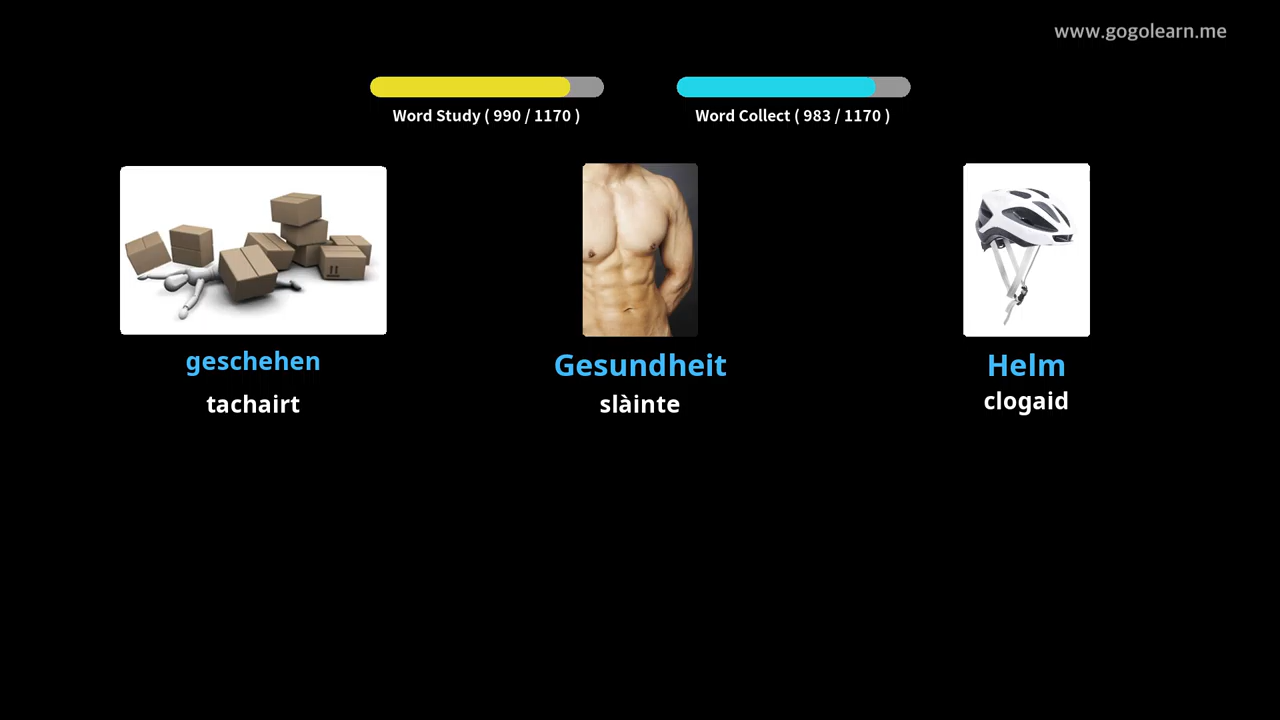 www.gogolearn.me
Word Study ( 990 / 1170 )
Word Collect ( 983 / 1170 )
geschehen
tachairt
Gesundheit
slàinte
Helm
clogaid